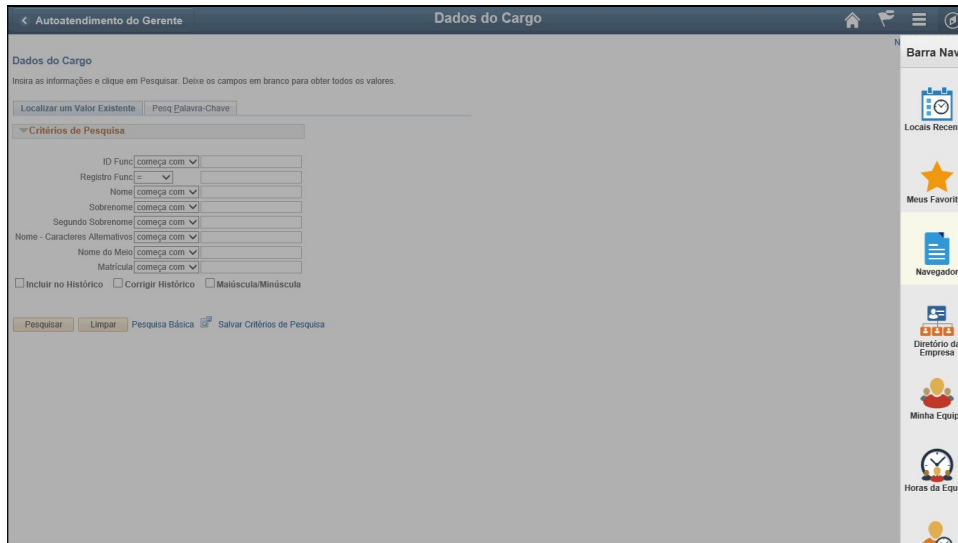 Autoatendimento do Gerente
Dados do Cargo
N
Barra Nav
Dados do Cargo
Insira as informações e clique em Pesquisar. Deixe os campos em branco para obter todos os valores.
Localizar um Valor Existente
Pesq Palavra-Chave
Critérios de Pesquisa
ID Func começa com
Registro Func =
Nome começa com
Sobrenome começa com
Segundo Sobrenome começa com
Nome - Caracteres Alternativos começa com
Nome do Meio começa com
Matrícula começa com
Incluir no Histórico Corrigir Histórico Maiúscula/Minúscula
Pesquisar Limpar Pesquisa Básica Salvar Critérios de Pesquisa
Locais Recen
Meus Favorit
Navegador
Diretório da
Empresa
Minha Equip
Horas da Equ